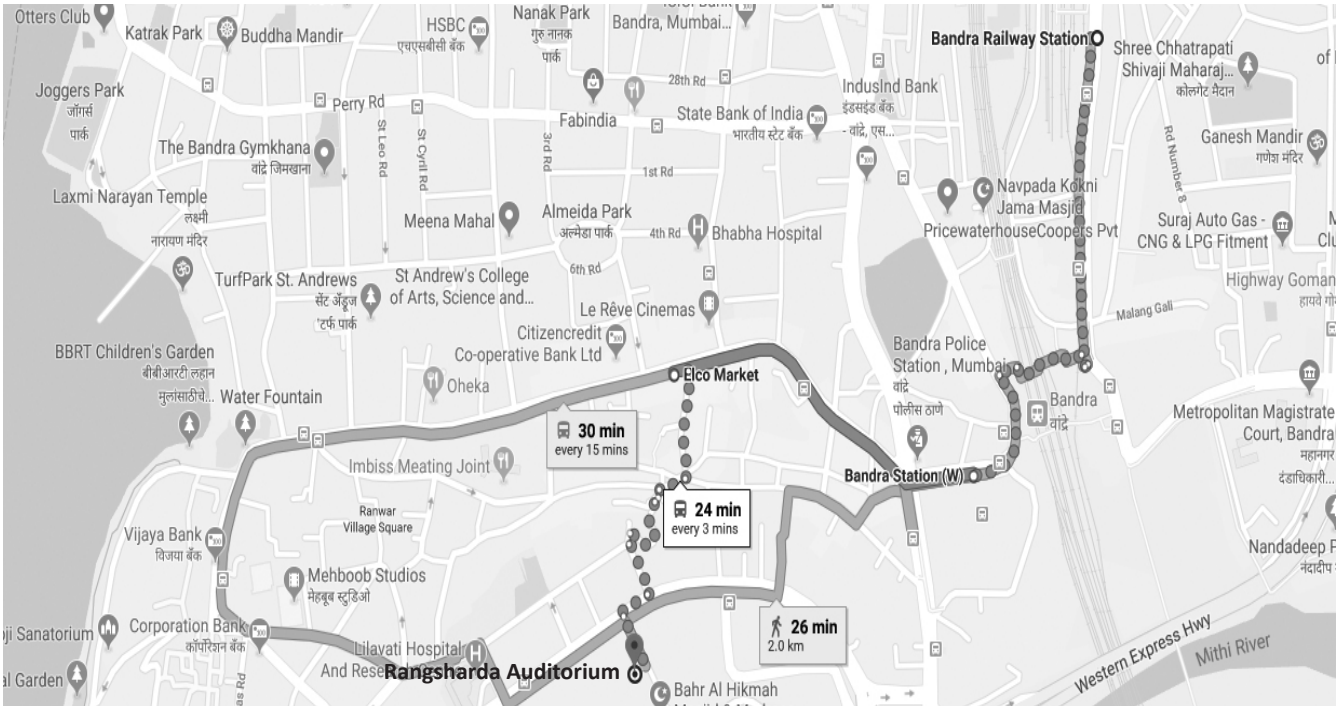 Otters Club
Katrak Park
Buddha Mandir
HSBC
एचएसबीसी बँक
Nanak Park
गुरु नानक
पार्क
Bandra, Mumbai...
Bandra Railway Station
Shree Chhatrapati
Shivaji Maharaj...
कोलगेट मैदान
Joggers Park
जॉगर्स
पार्क
Perry Rd
28th Rd
Fabindia
State Bank of India
भारतीय स्टेट बँक
IndusInd Bank
इंडसइंड बँक
- वांद्रे, एस...
Ganesh Mandir
गणेश मंदिर
The Bandra Gymkhana
वांद्रे जिमखाना
St Leo Rd
St Cyril Rd
3rd Rd
1st Rd
Rd Number 8
Laxmi Narayan Temple
लक्ष्मी
नारायण मंदिर
Meena Mahal
Almeida Park
अल्मेडा पार्क
4th Rd
Bhabha Hospital
Navpada Kokni
Jama Masjid
PricewaterhouseCoopers Pvt
Suraj Auto Gas -
CNG & LPG Fitment
TurfPark St. Andrews
सेंट अँड्रूज
'टर्फ पार्क
St Andrew's College
of Arts, Science and...
6th Rd
Le Rêve Cinemas
Highway Goman
Malang Gali
Citizencredit
Co-operative Bank Ltd
BBRT Children's Garden
बीबीआरटी लहान
मुलांसाठीचे...
Water Fountain
Oheka
Elco Market
Bandra Police
Station , Mumbai
वांद्रे
पोलीस ठाणे
Bandra
वांद्रे
Metropolitan Magistrate
Court, Bandra
महानगर
दंडाधिकारी...
30 min
every 15 mins
Imbiss Meating Joint
Bandra Station (W)
24 min
every 3 mins
Ranwar
Village Square
Vijaya Bank
विजया बँक
Mehboob Studios
मेहबूब स्टुडिओ
Nandadeep
Corporation Bank
कॉर्पोरेशन बँक
26 min
2.0 km
Lilavati Hospital
Rangsharda Auditorium
Bahr Al Hikmah
Western Express Hwy
Mithi River